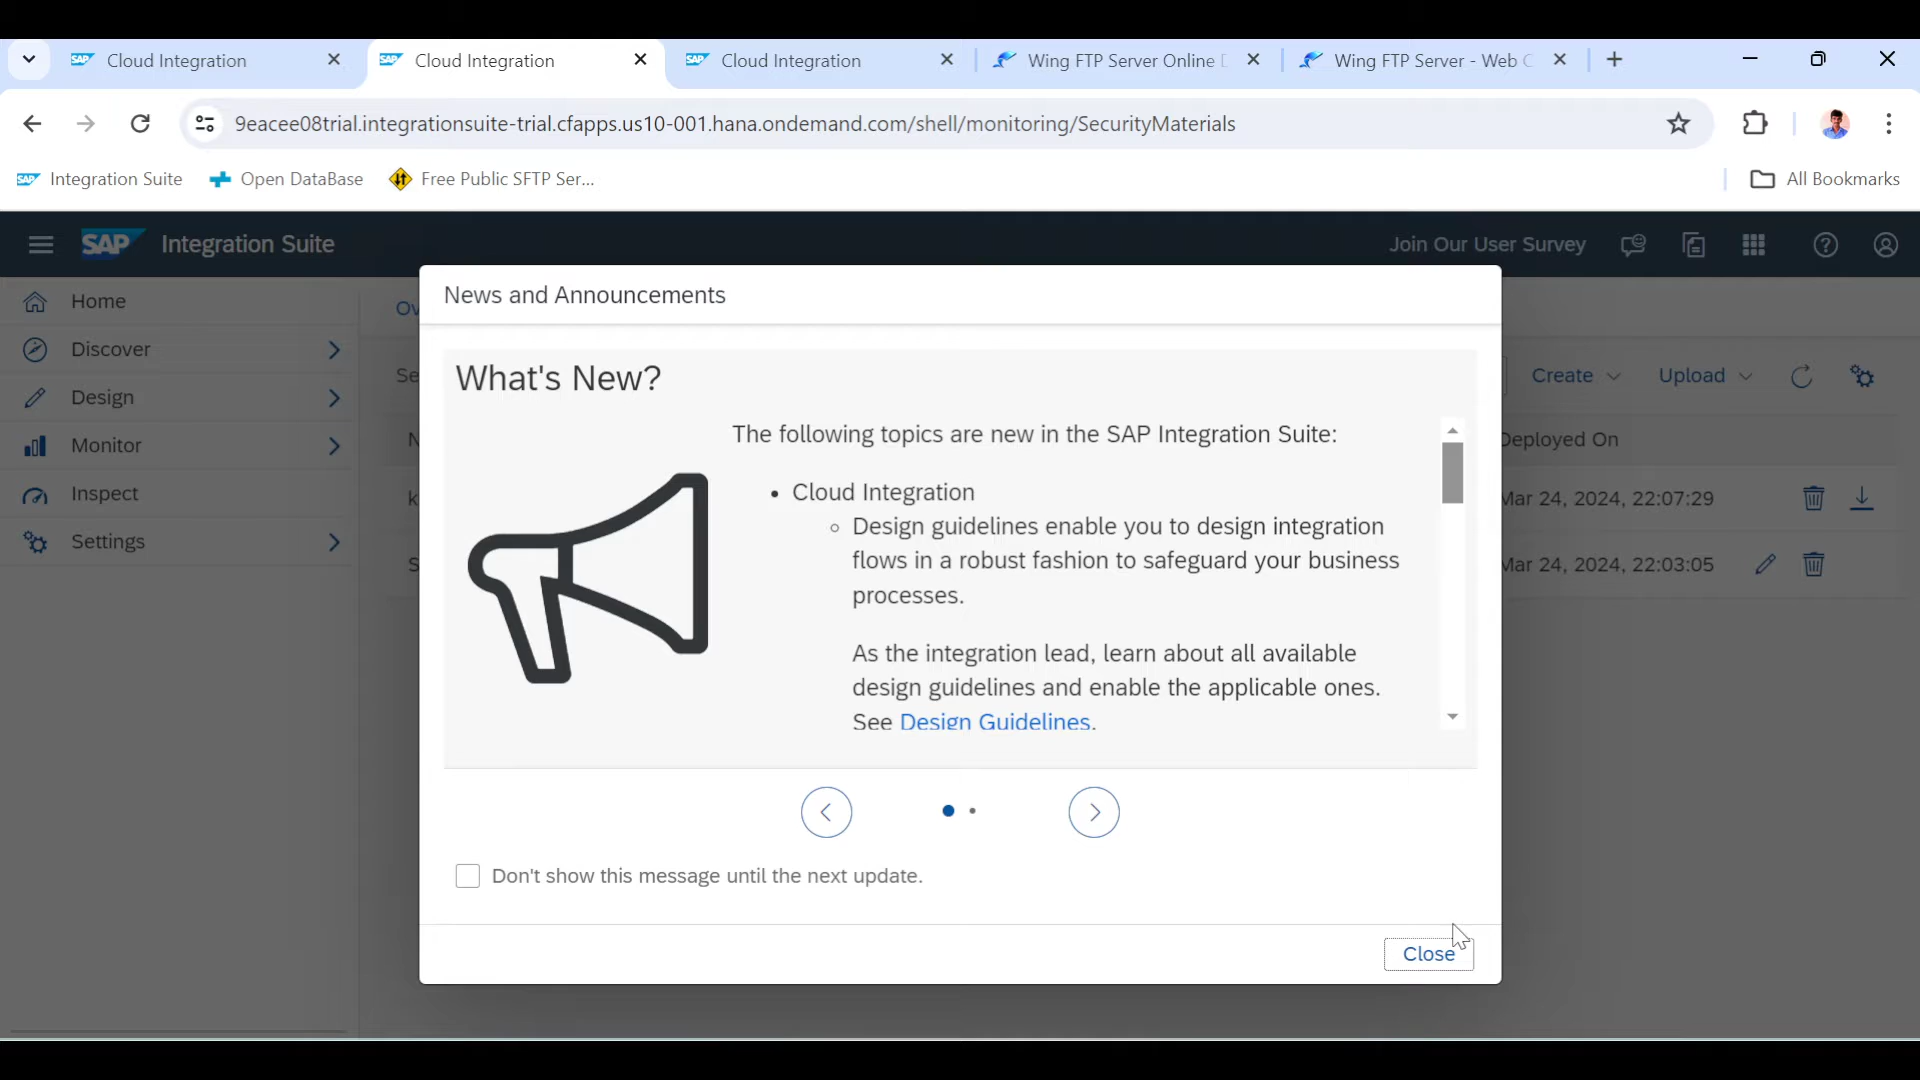 SAP Cloud Integration
SAP Cloud Integration
SAP Cloud Integration
Wing FTP Server Online
Wing FTP Server - Web C
9eacee08trial.integrationsuite-trial.cfapps.us10-001.hana.ondemand.com/shell/monitoring/SecurityMaterials
SAP Integration Suite
Open DataBase
Free Public SFTP Ser...
All Bookmarks
SAP Integration Suite
Join Our User Survey
Home
Discover
Design
Monitor
Inspect
Settings
Ov
Se
N
k
S
Create
Upload
Deployed On
Mar 24, 2024, 22:07:29
Mar 24, 2024, 22:03:05
News and Announcements
What's New?
The following topics are new in the SAP Integration Suite:
• Cloud Integration
Design guidelines enable you to design integration
flows in a robust fashion to safeguard your business
processes.
As the integration lead, learn about all available
design guidelines and enable the applicable ones.
See Design Guidelines.
Don't show this message until the next update.
Close